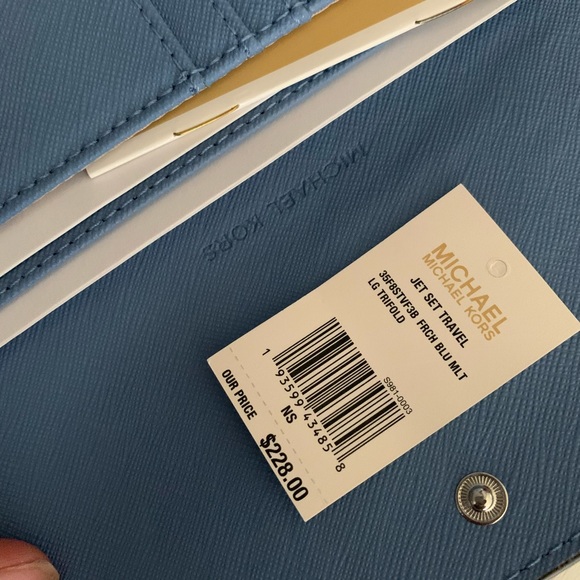 MICHAEL KORS
MICHAEL
MICHAEL KORS
JET SET TRAVEL
35F8STVF3B FRCH BLU MLT
LG TRIFOLD
S981-0003
1 93599 43485 8
NS
OUR PRICE
$228.00